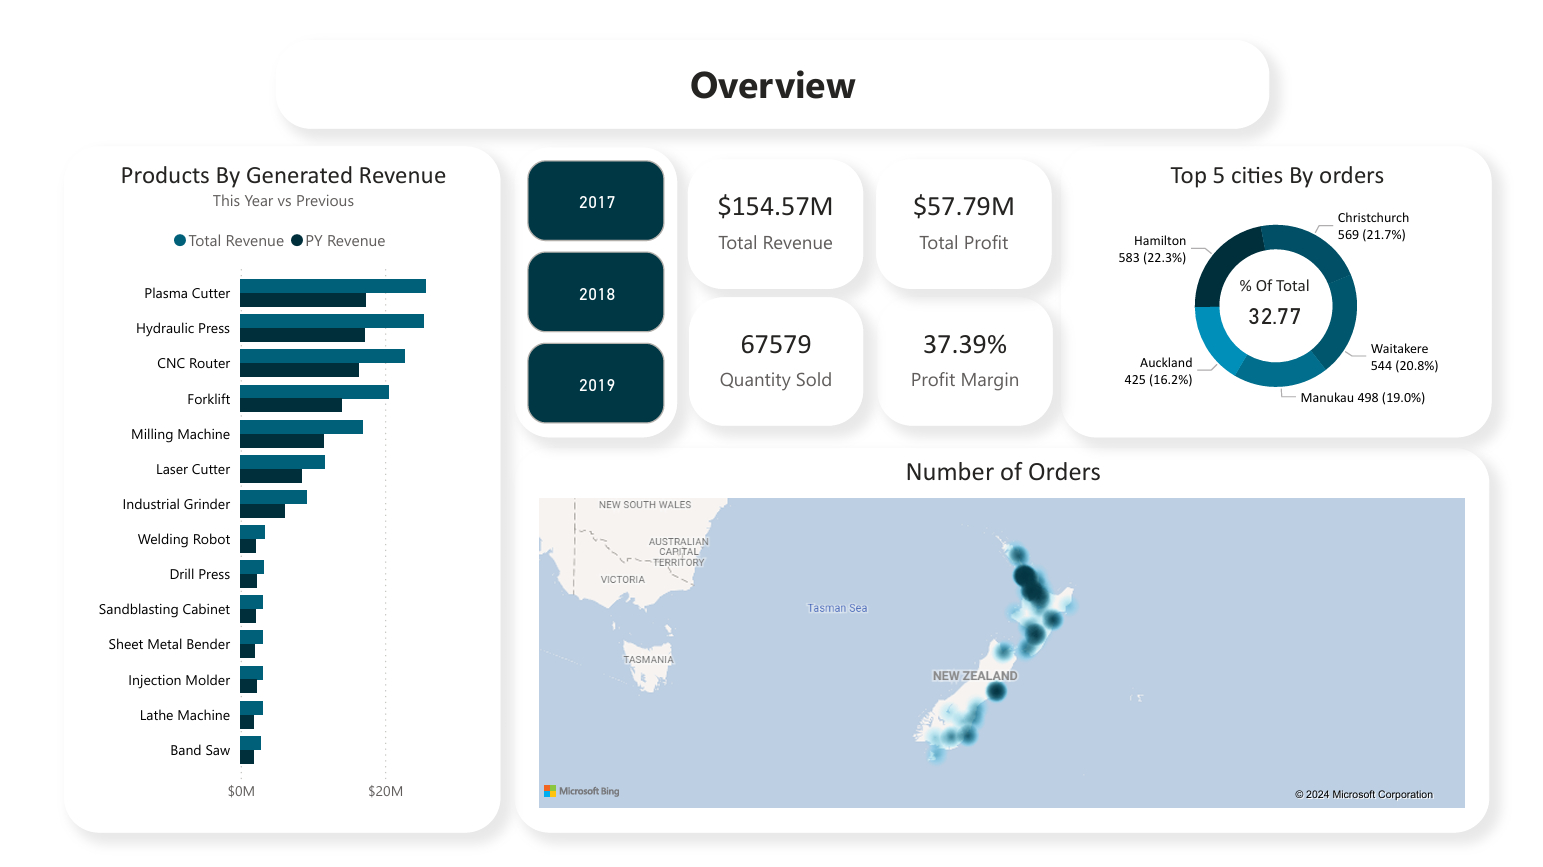 Overview
Products By Generated Revenue
This Year vs Previous
Total Revenue PY Revenue
Plasma Cutter
Hydraulic Press
CNC Router
Forklift
Milling Machine
Laser Cutter
Industrial Grinder
Welding Robot
Drill Press
Sandblasting Cabinet
Sheet Metal Bender
Injection Molder
Lathe Machine
Band Saw
$0M $20M
2017
2018
2019
$154.57M
Total Revenue
$57.79M
Total Profit
67579
Quantity Sold
37.39%
Profit Margin
Top 5 cities By orders
Christchurch
569 (21.7%)
Hamilton
583 (22.3%)
% Of Total
32.77
Waitakere
544 (20.8%)
Auckland
425 (16.2%)
Manukau 498 (19.0%)
Number of Orders
NEW SOUTH WALES
AUSTRALIAN
CAPITAL
TERRITORY
VICTORIA
Tasman Sea
TASMANIA
NEW ZEALAND
Microsoft Bing
© 2024 Microsoft Corporation